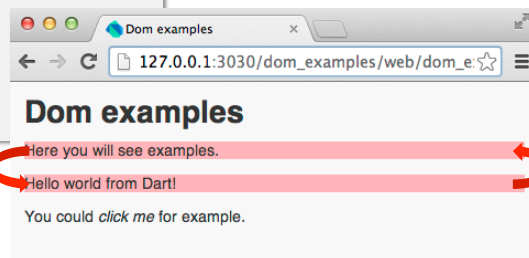 Dom examples
127.0.0.1:3030/dom_examples/web/dom_e
Dom examples
Here you will see examples.
Hello world from Dart!
You could click me for example.